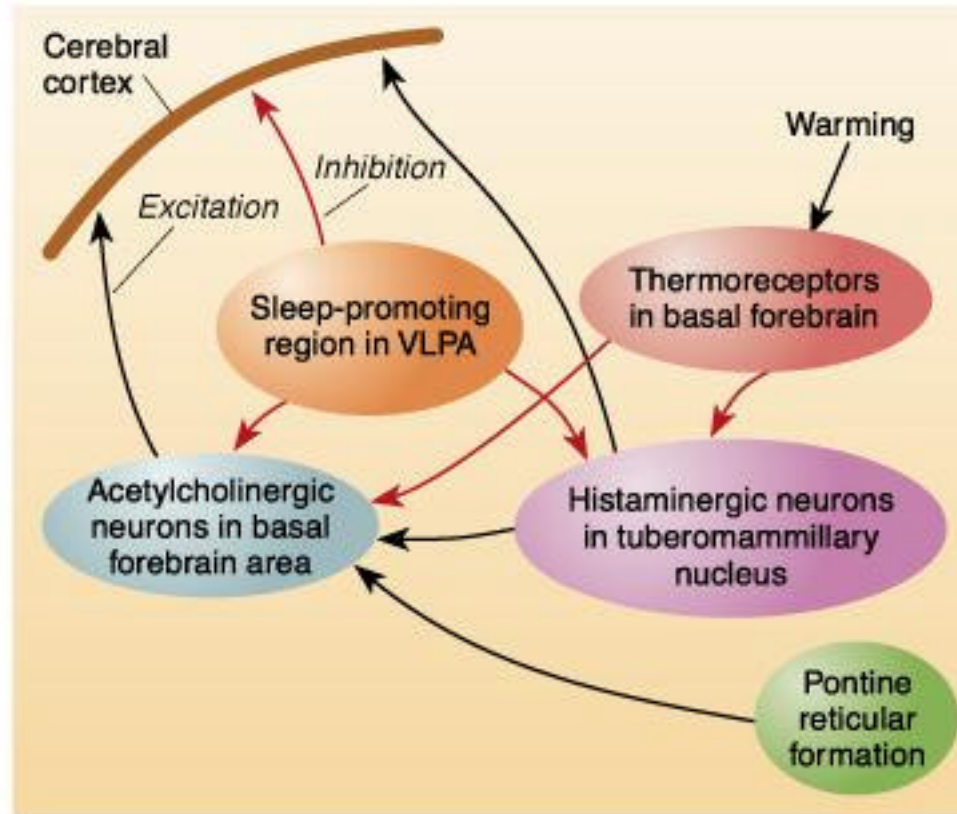 Cerebral
cortex
Warming
Inhibition
Excitation
Thermoreceptors
in basal forebrain
Sleep-promoting
region in VLPA
Acetylcholinergic
neurons in basal
forebrain area
Histaminergic neurons
in tuberomammillary
nucleus
Pontine
reticular
formation